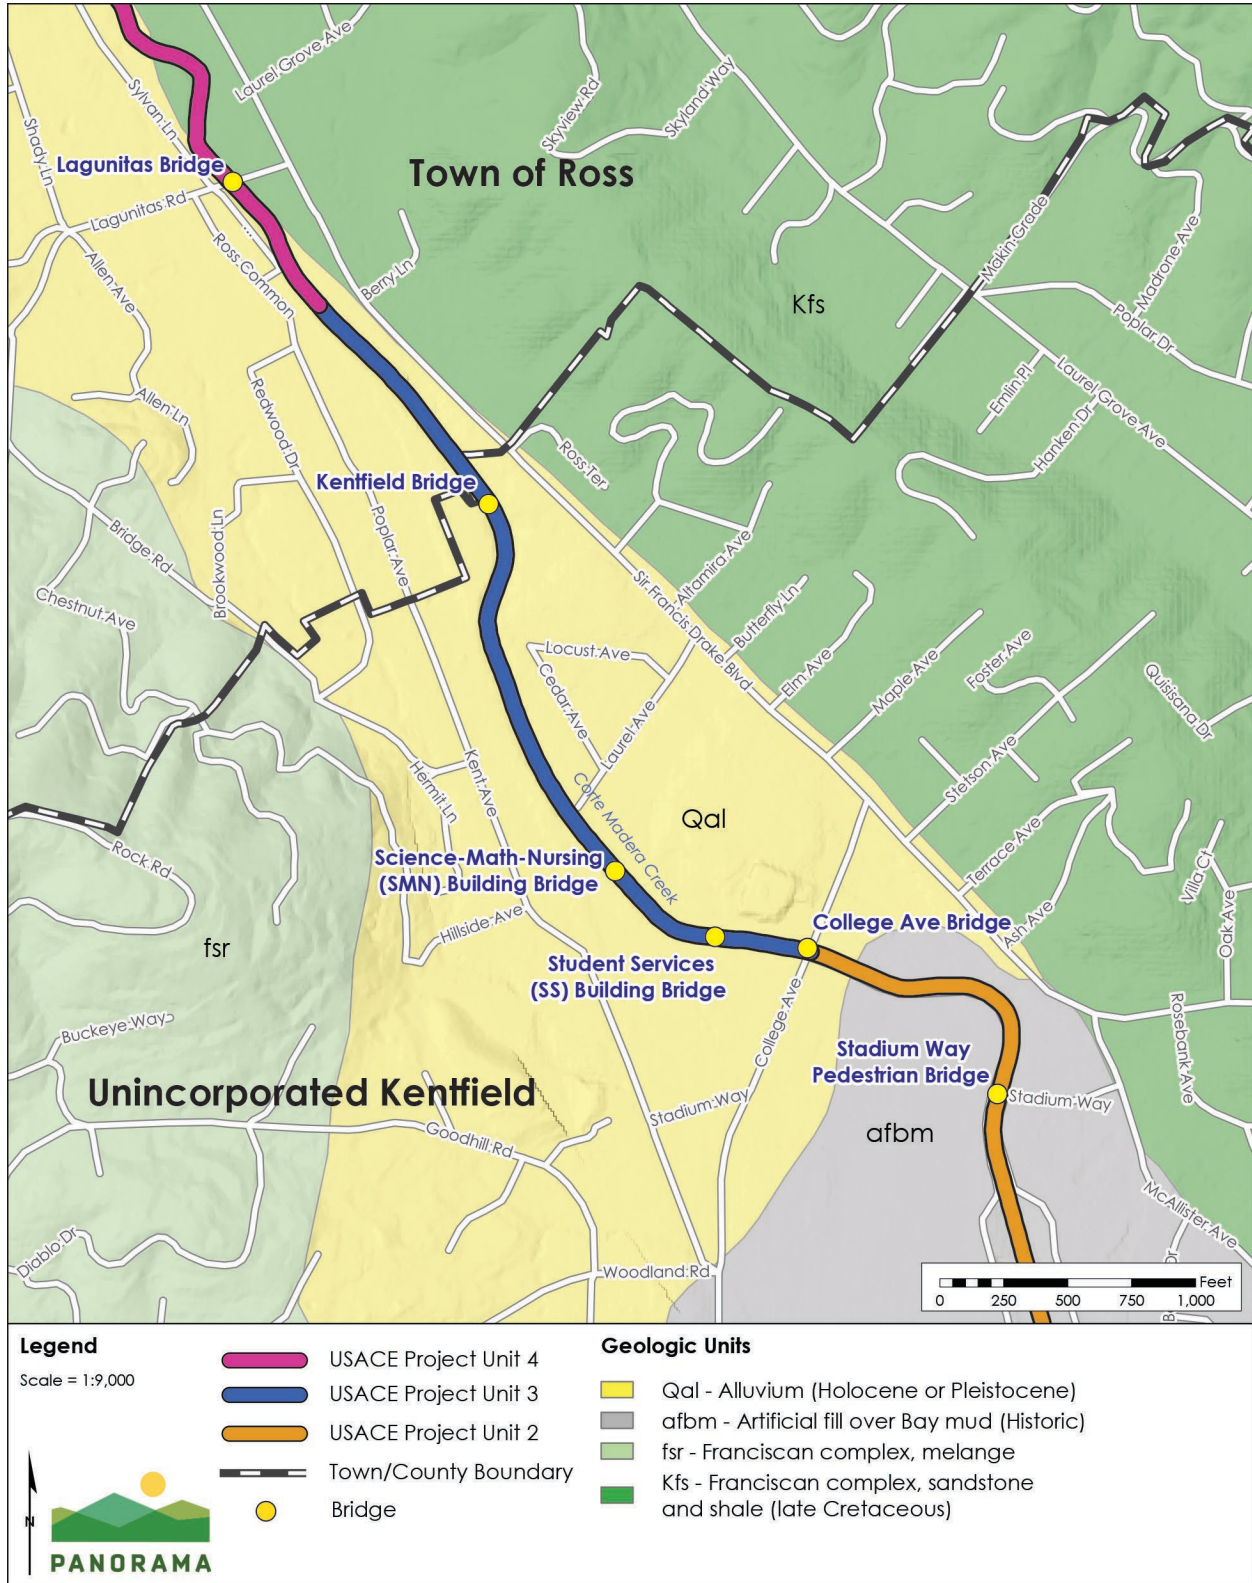 Laurel Grove Ave
Skyview Rd
Skyland Way
Sylvan Ln
Shady Ln
Lagunitas Bridge
Town of Ross
Lagunitas Rd
Ross Common
Allen Ave
Berry Ln
Makin Grade
Madrone Ave
Kfs
Poplar Dr
Laurel Grove Ave
Emlin Pl
Hanken Dr
Allen Ln
Redwood Dr
Ross Ter
Kentfield Bridge
Poplar Ave
Bridge Rd
Brookwood Ln
Altamira Ave
Sir Francis Drake Blvd
Butterfly Ln
Chestnut Ave
Locust Ave
Cedar Ave
Elm Ave
Maple Ave
Foster Ave
Quisisana Dr
Laurel Ave
Hermit Ln
Kent Ave
Stetson Ave
Corte Madera Creek
Qal
Rock Rd
Science-Math-Nursing
(SMN) Building Bridge
Terrace Ave
Villa Ct
Hillside Ave
College Ave Bridge
Ash Ave
Oak Ave
fsr
Student Services
(SS) Building Bridge
College Ave
Buckeye Way
Rosebank Ave
Stadium Way
Pedestrian Bridge
Unincorporated Kentfield
Stadium Way
Stadium Way
Goodhill Rd
afbm
McAllister Ave
Diablo Dr
Woodland Rd
Dr
B
Feet
0 250 500 750 1,000
Legend
Scale = 1:9,000
USACE Project Unit 4
USACE Project Unit 3
USACE Project Unit 2
Town/County Boundary
Bridge
N
PANORAMA
Geologic Units
Qal - Alluvium (Holocene or Pleistocene)
afbm - Artificial fill over Bay mud (Historic)
fsr - Franciscan complex, melange
Kfs - Franciscan complex, sandstone
and shale (late Cretaceous)